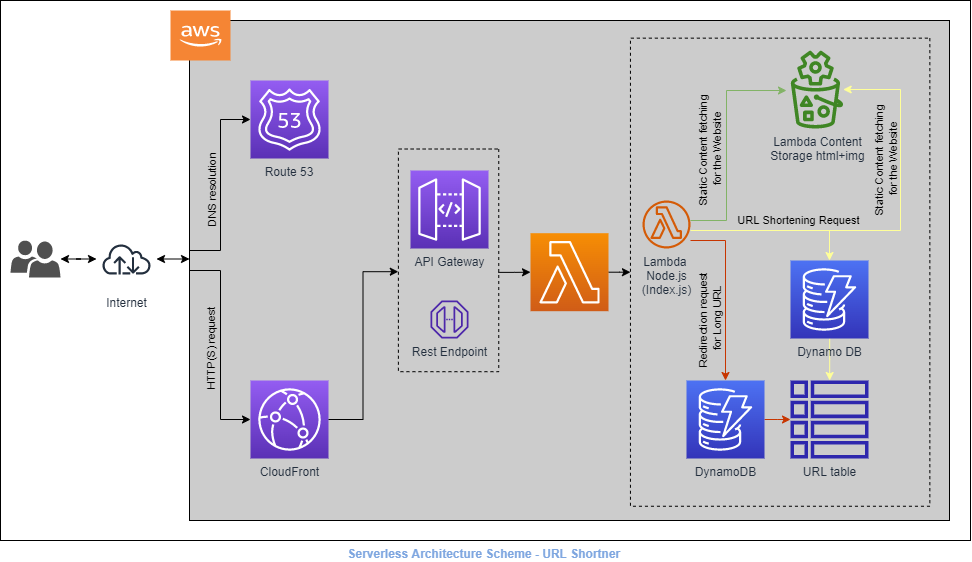 aws
53
Route 53
DNS resolution
Internet
HTTP(S) request
CloudFront
</>
API Gateway
Rest Endpoint
Lambda
Node.js
(Index.js)
Static Content fetching
for the Website
Lambda Content
Storage html+img
Static Content fetching
for the Website
URL Shortening Request
Redirection request
for Long URL
Dynamo DB
DynamoDB
URL table
Serverless Architecture Scheme - URL Shortner